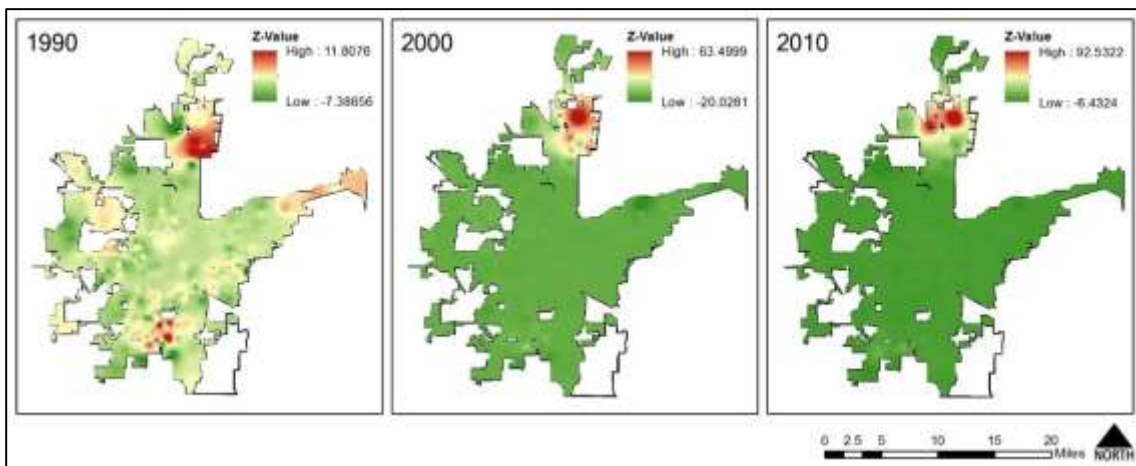 1990
Z-Value
High : 11.8076
Low : -7.38656
2000
Z-Value
High : 63.4999
Low : -20.0281
2010
Z-Value
High : 92.5322
Low : -6.4324
0 2.5 5 10 15 20
Miles
NORTH